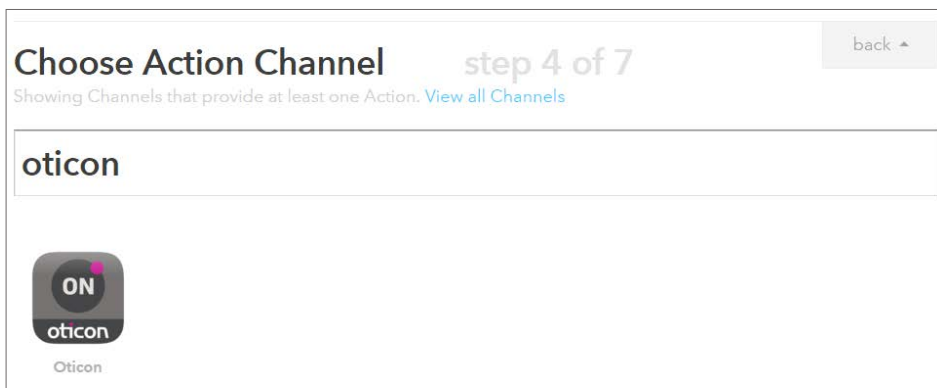 Choose Action Channel step 4 of 7 back
Showing Channels that provide at least one Action. View all Channels
oticon
ON
oticon
Oticon